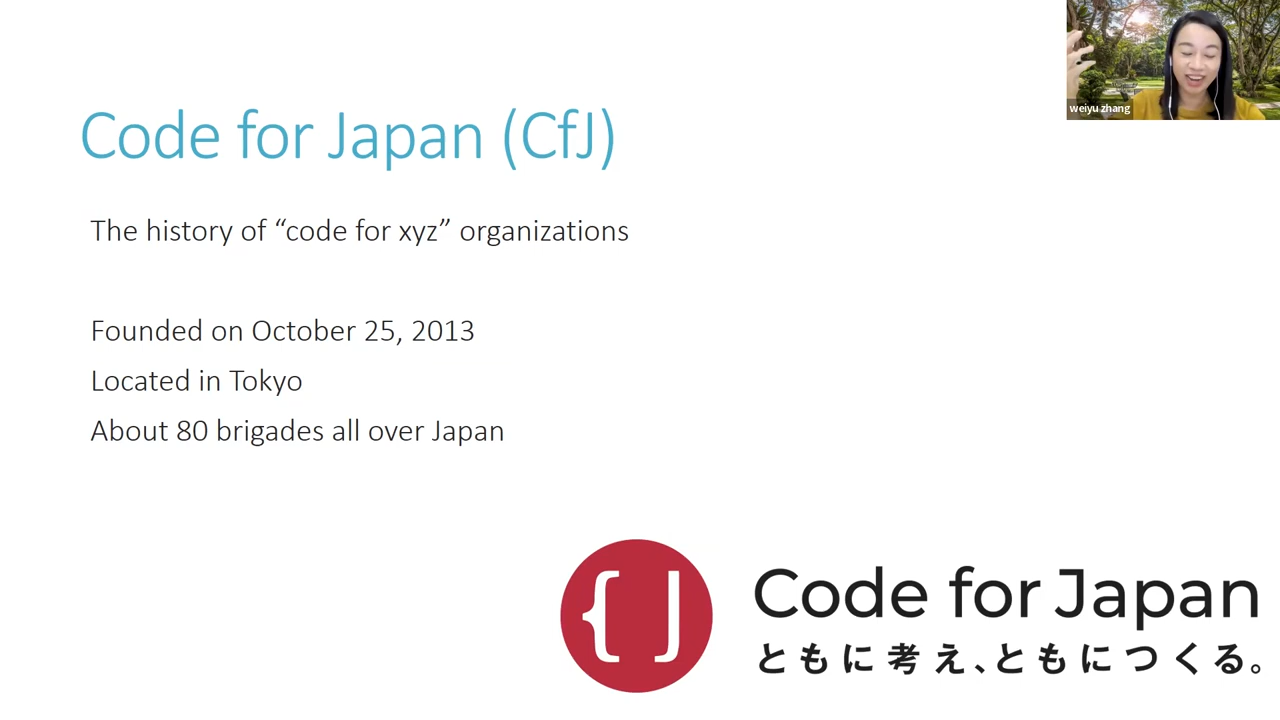 weiyu zhang
Code for Japan (CfJ)
The history of “code for xyz” organizations
Founded on October 25, 2013
Located in Tokyo
About 80 brigades all over Japan
{ J
Code for Japan
ともに考え、ともにつくる。